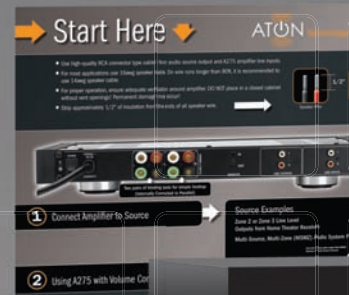 Start Here
ATON
• Use high-quality RCA connector type cables from audio source output and A275 amplifier line inputs
• For most applications use 16awg speaker cable. On wire runs longer than 80ft, it is recommended to
use 14awg speaker cable.
• For proper operation, ensure adequate ventilation around amplifier. DO NOT place in a closed cabinet
without vent openings! Permanent damage may occur!
• Strip approximately 1/2" of insulation from the ends of all speaker wire.
1/2"
Two pairs of binding posts for simple hookup
(Internally Connected in Parallel)
1 Connect Amplifier to Source
Source Examples
Zone 2 or Zone 3 Line Level
Outputs from Home Theater Receivers
Multi-Source, Multi-Zone (MSMZ) Audio System
2 Using A275 with Volume